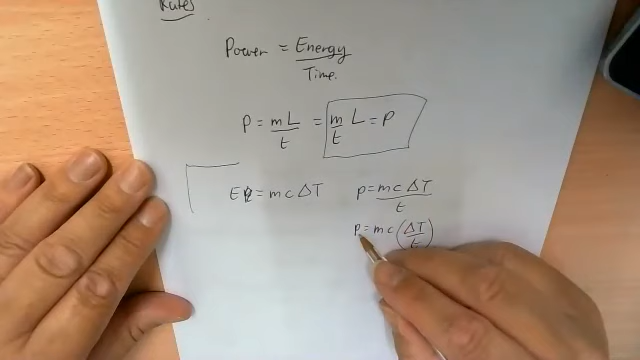 Rates
Power = Energy
Time.
P = mL/t = m/t L = P
E = mcΔT P = mcΔT/t
P = mc(ΔT/t)